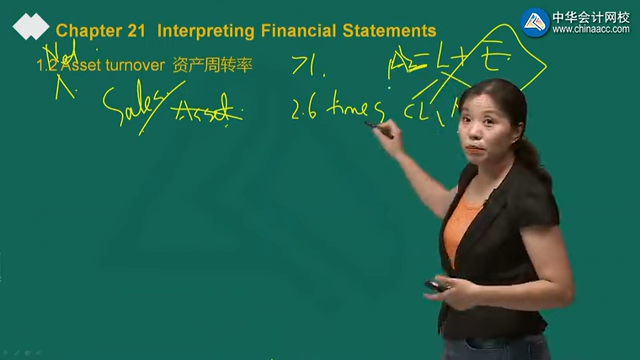 中华会计网校
www.chinaacc.com
Chapter 21 Interpreting Financial Statements
1.2 Asset turnover 资产周转率
Net
A.
>1.
A = L + E
Sales / Asset
2.6 times
CL